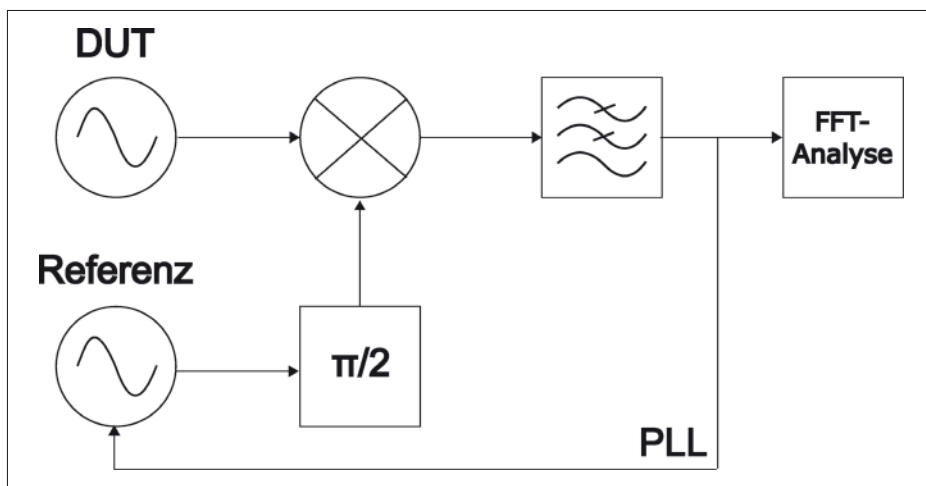 DUT
FFT-
Analyse
Referenz
π/2
PLL